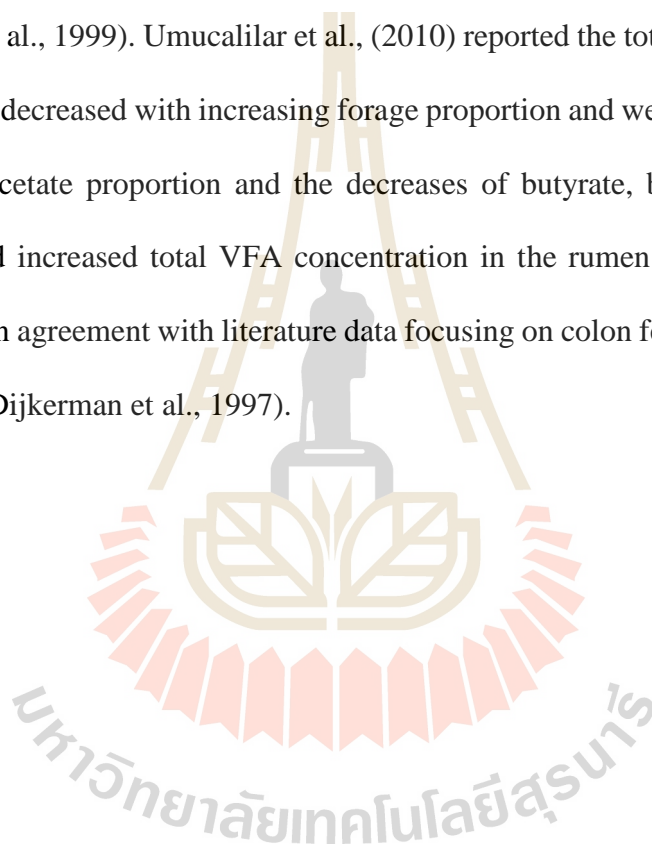 al., 1999). Umucalilar et al., (2010) reported the tot
decreased with increasing forage proportion and we
cetate proportion and the decreases of butyrate, b
increased total VFA concentration in the rumen
agreement with literature data focusing on colon fe
Dijkerman et al., 1997).
มหาวิทยาลัยเทคโนโลยีสุรนารี